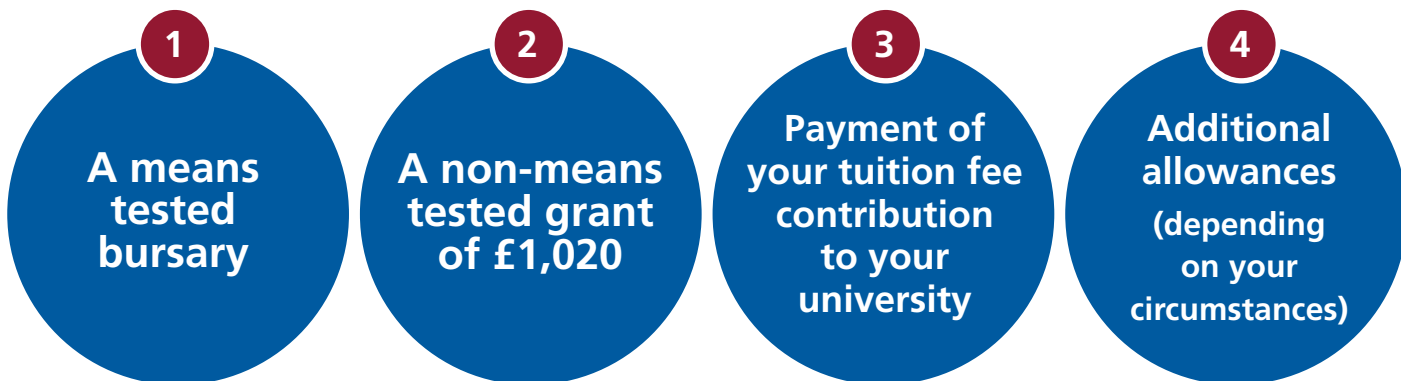 1
A means
tested
bursary
2
A non-means
tested grant
of £1,020
3
Payment of
your tuition fee
contribution
to your
university
4
Additional
allowances
(depending
on your
circumstances)